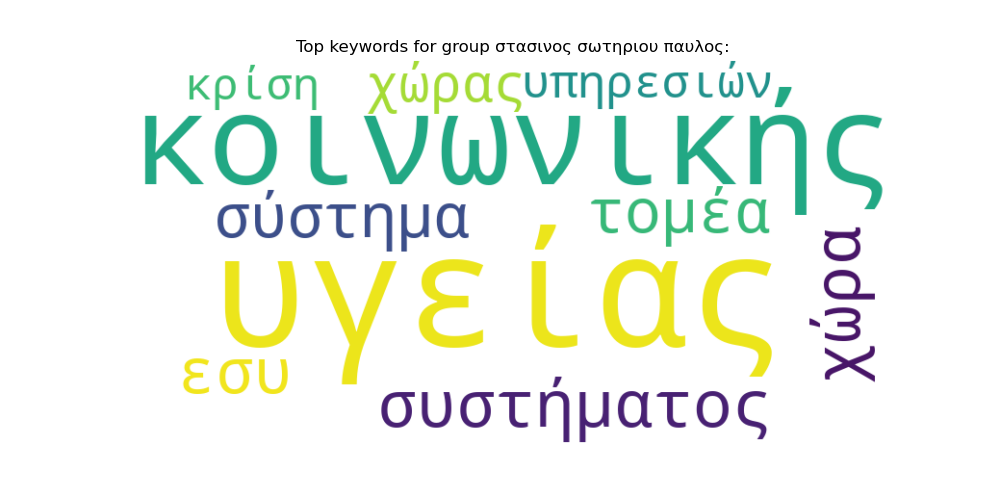 Top keywords for group στασινος σωτηριου παυλος:
κρίση χώρας υπηρεσιών
κοινωνικής
σύστημα τομέα
χώρα
υγείας
εσυ
συστήματος